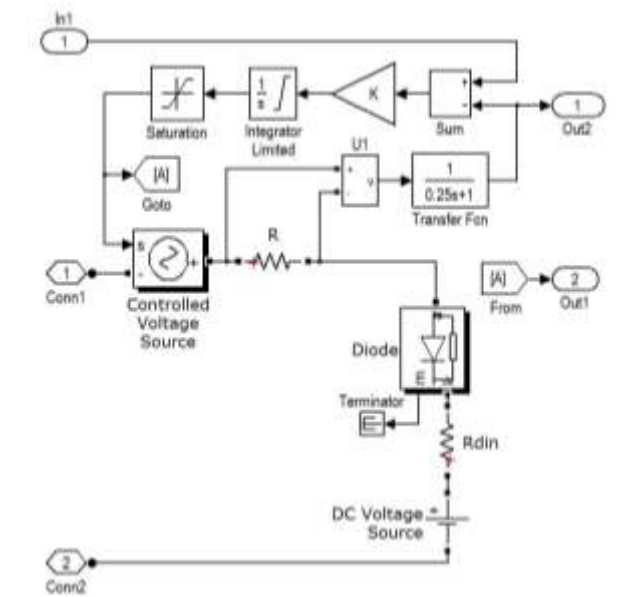 In1
1
K
1
s
+
-
1
Saturation
Integrator
Limited
Sum
Out2
U1
[A]
Goto
+
-
v
1
0.25s+1
Transfer Fcn
R
s
-
+
1
Conn1
Controlled
Voltage
Source
[A]
From
2
Out1
Diode
m
Terminator
Rdin
DC Voltage
Source
+
2
Conn2